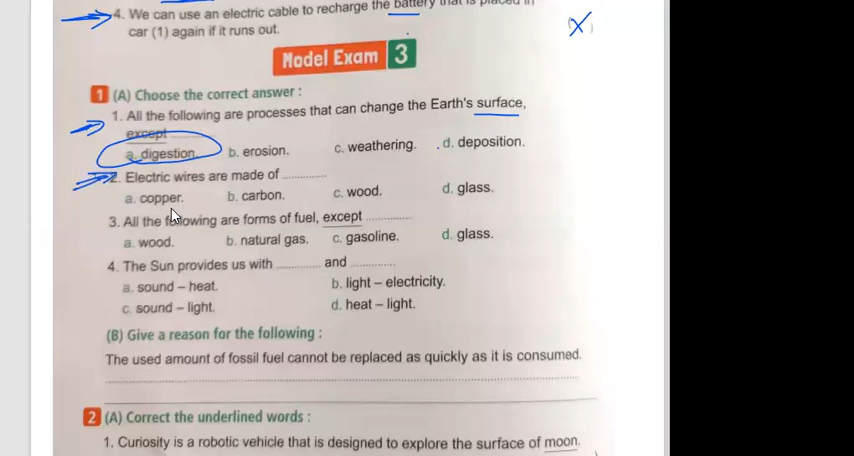 4. We can use an electric cable to recharge the battery that is placed in
car (1) again if it runs out.
X
Model Exam 3
1 (A) Choose the correct answer :
1. All the following are processes that can change the Earth's surface,
except ............
a. digestion. b. erosion. c. weathering. d. deposition.
2. Electric wires are made of ............
a. copper. b. carbon. c. wood. d. glass.
3. All the following are forms of fuel, except ............
a. wood. b. natural gas. c. gasoline. d. glass.
4. The Sun provides us with ............ and ............
a. sound – heat. b. light – electricity.
c. sound – light. d. heat – light.
(B) Give a reason for the following :
The used amount of fossil fuel cannot be replaced as quickly as it is consumed.
2 (A) Correct the underlined words :
1. Curiosity is a robotic vehicle that is designed to explore the surface of moon.